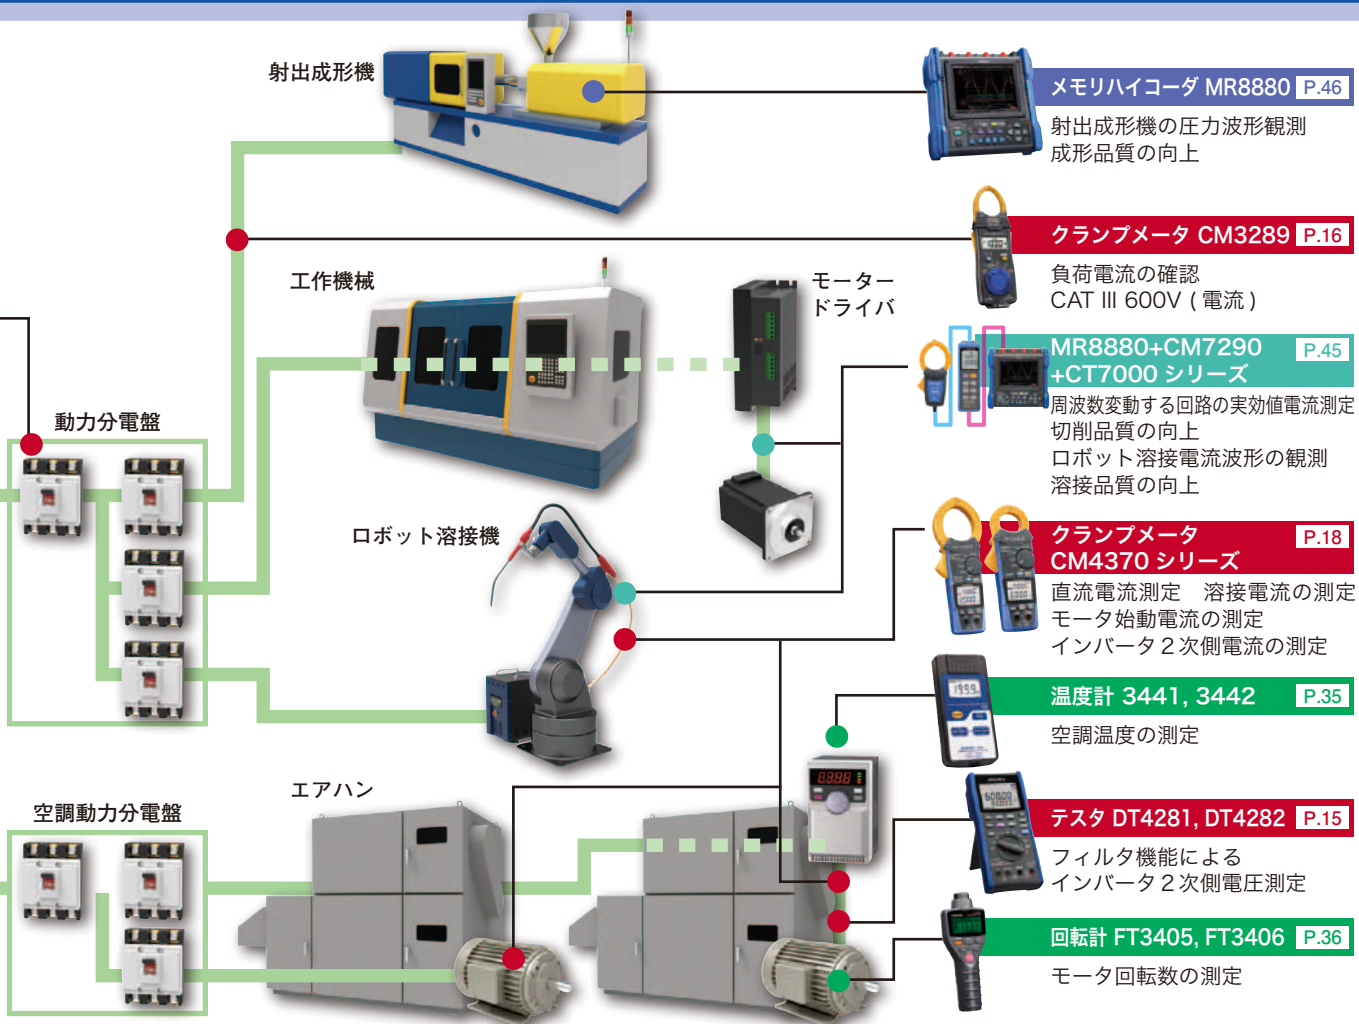 射出成形機
メモリハイコーダ MR8880 P.46
射出成形機の圧力波形観測
成形品質の向上
クランプメータ CM3289 P.16
負荷電流の確認
CAT III 600V ( 電流 )
工作機械
モーター
ドライバ
MR8880+CM7290 P.45
+CT7000 シリーズ
周波数変動する回路の実効値電流測定
切削品質の向上
ロボット溶接電流波形の観測
溶接品質の向上
動力分電盤
ロボット溶接機
クランプメータ P.18
CM4370 シリーズ
直流電流測定　溶接電流の測定
モータ始動電流の測定
インバータ２次側電流の測定
温度計 3441, 3442 P.35
空調温度の測定
エアハン
空調動力分電盤
テスタ DT4281, DT4282 P.15
フィルタ機能による
インバータ２次側電圧測定
回転計 FT3405, FT3406 P.36
モータ回転数の測定